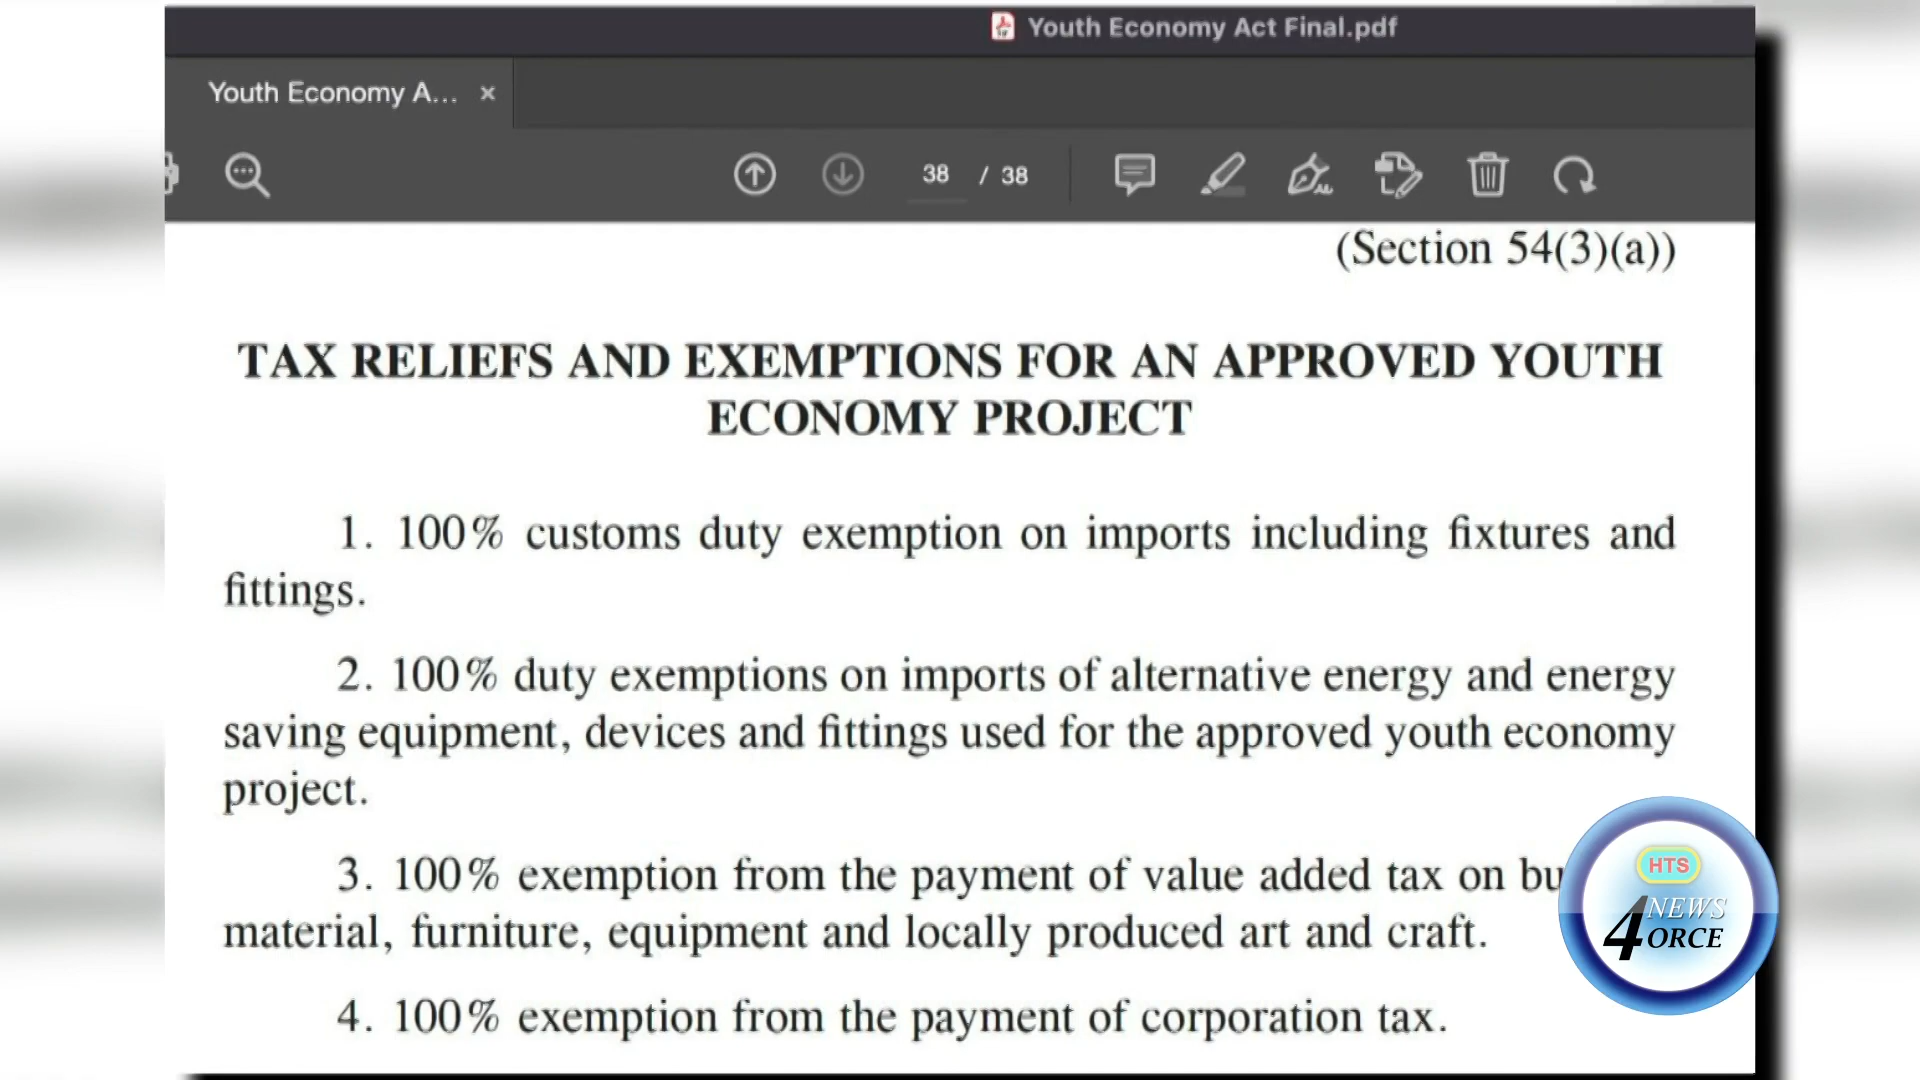 Youth Economy Act Final.pdf
Youth Economy A... ×
38 / 38
(Section 54(3)(a))
TAX RELIEFS AND EXEMPTIONS FOR AN APPROVED YOUTH
ECONOMY PROJECT
1. 100% customs duty exemption on imports including fixtures and
fittings.
2. 100% duty exemptions on imports of alternative energy and energy
saving equipment, devices and fittings used for the approved youth economy
project.
3. 100% exemption from the payment of value added tax on bu
material, furniture, equipment and locally produced art and craft.
4. 100% exemption from the payment of corporation tax.
HTS
NEWS
4ORCE